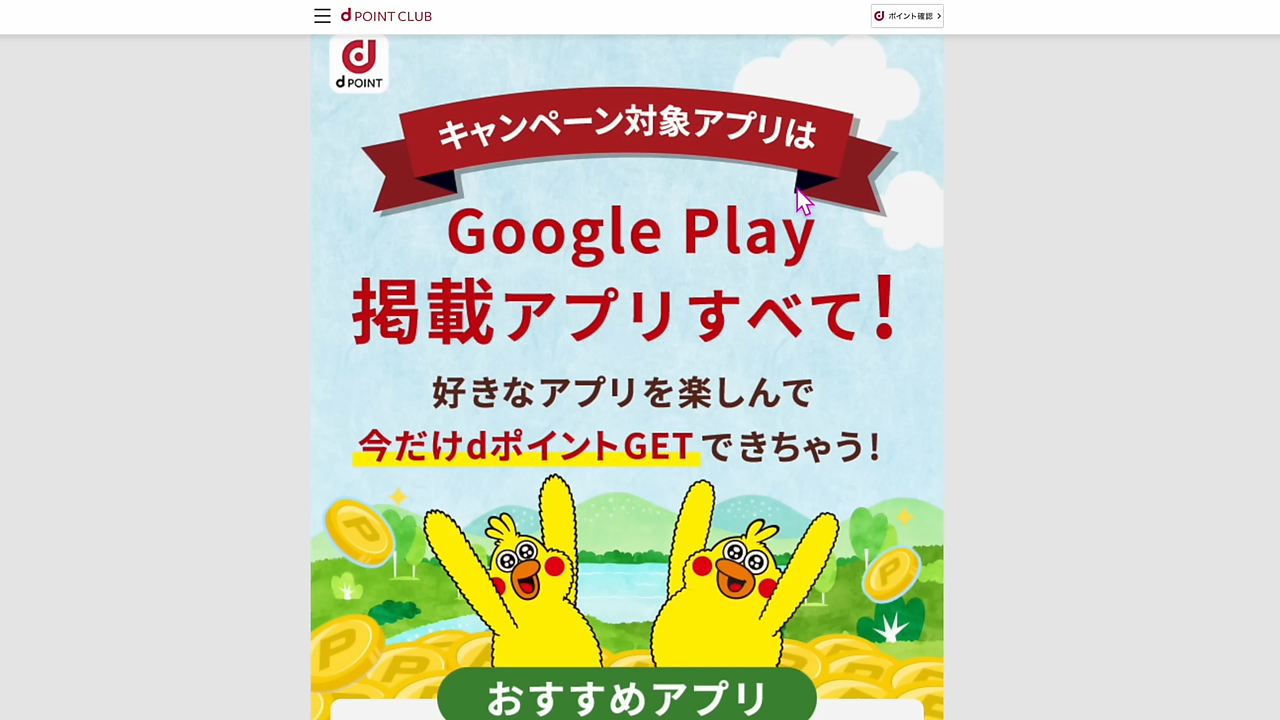 d POINT CLUB
ポイント確認
d POINT
キャンペーン対象アプリは
Google Play
掲載アプリすべて!
好きなアプリを楽しんで
今だけdポイントGETできちゃう!
おすすめアプリ